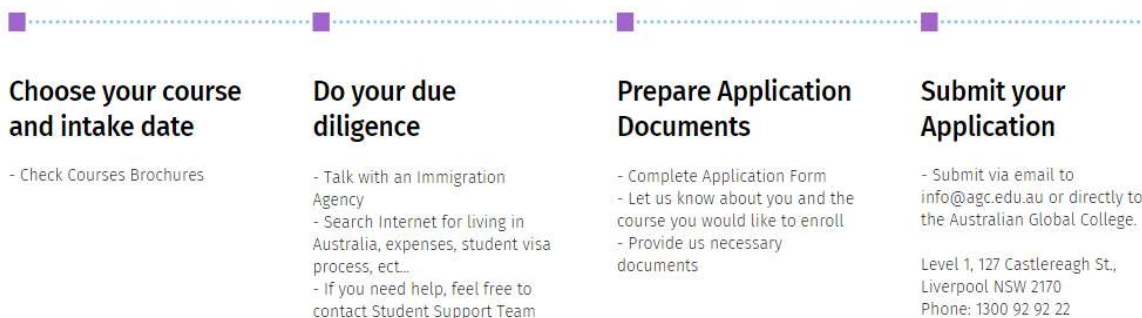 Choose your course
and intake date
- Check Courses Brochures
Do your due
diligence
- Talk with an Immigration
Agency
- Search Internet for living in
Australia, expenses, student visa
process, ect...
- If you need help, feel free to
contact Student Support Team
Prepare Application
Documents
- Complete Application Form
- Let us know about you and the
course you would like to enroll
- Provide us necessary
documents
Submit your
Application
- Submit via email to
info@agc.edu.au or directly to
the Australian Global College.
Level 1, 127 Castlereagh St.,
Liverpool NSW 2170
Phone: 1300 92 92 22